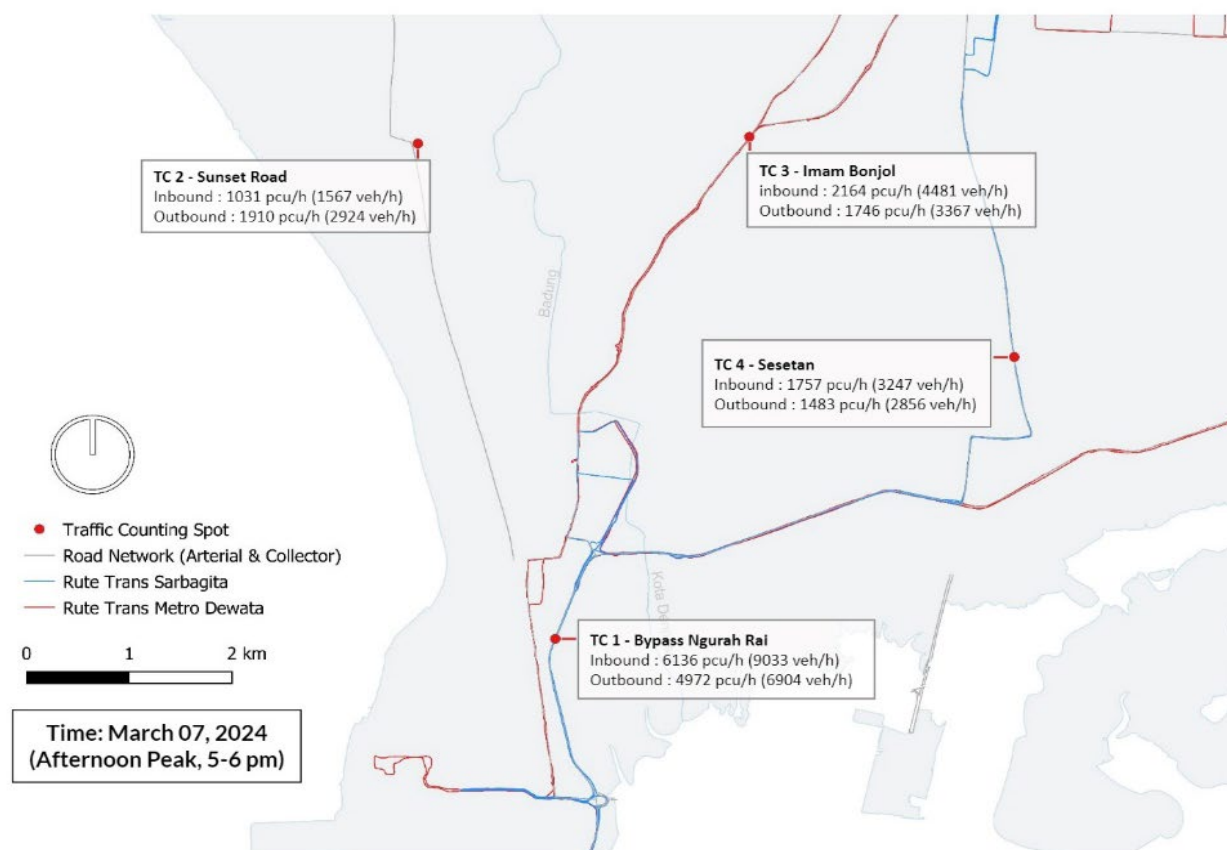 TC 2 - Sunset Road
Inbound : 1031 pcu/h (1567 veh/h)
Outbound : 1910 pcu/h (2924 veh/h)
TC 3 - Imam Bonjol
inbound : 2164 pcu/h (4481 veh/h)
Outbound : 1746 pcu/h (3367 veh/h)
Badung
TC 4 - Sesetan
Inbound : 1757 pcu/h (3247 veh/h)
Outbound : 1483 pcu/h (2856 veh/h)
Traffic Counting Spot
Road Network (Arterial & Collector)
Rute Trans Sarbagita
Rute Trans Metro Dewata
0 1 2 km
Kota Den
TC 1 - Bypass Ngurah Rai
Inbound : 6136 pcu/h (9033 veh/h)
Outbound : 4972 pcu/h (6904 veh/h)
Time: March 07, 2024
(Afternoon Peak, 5-6 pm)